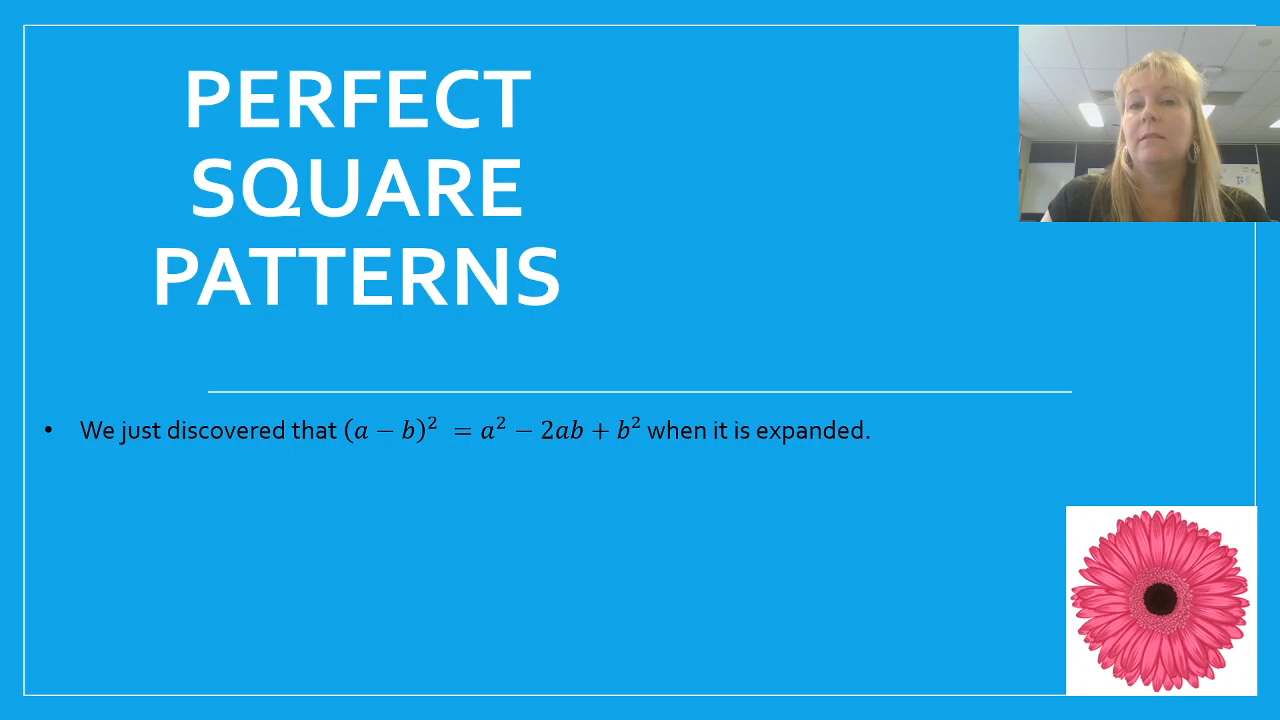 PERFECT
SQUARE
PATTERNS
• We just discovered that (a − b)² = a² − 2ab + b² when it is expanded.